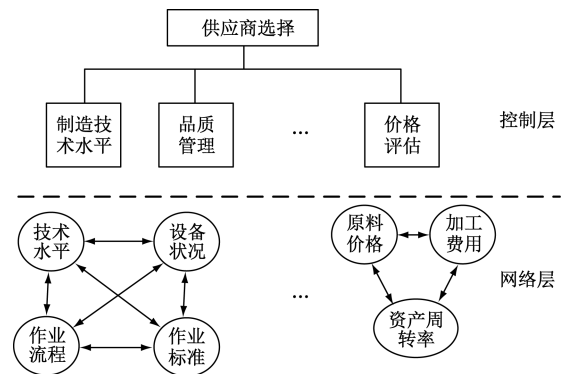 供应商选择
制造技
术水平
品质
管理
...
价格
评估
控制层
技术
水平
设备
状况
原料
价格
加工
费用
网络层
...
作业
流程
作业
标准
资产周
转率